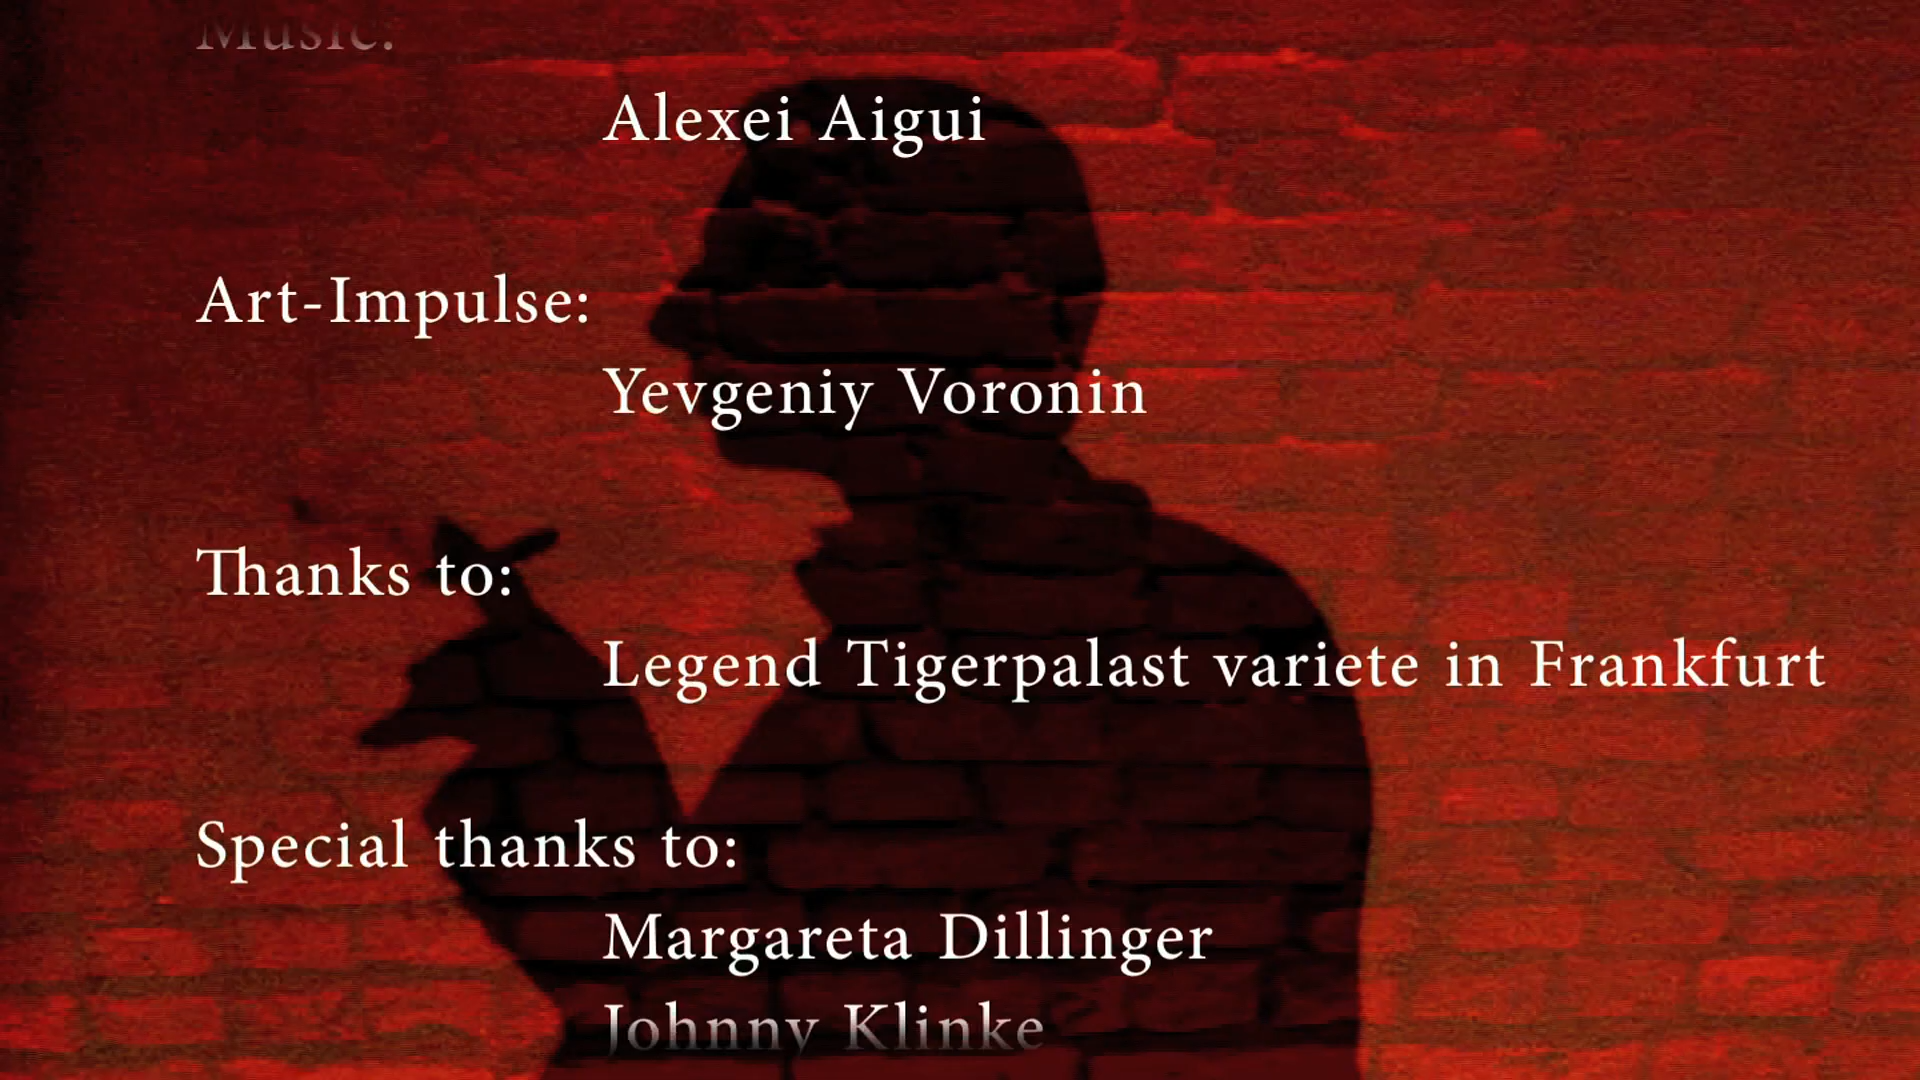 Music:
Alexei Aigui
Art-Impulse:
Yevgeniy Voronin
Thanks to:
Legend Tigerpalast variete in Frankfurt
Special thanks to:
Margareta Dillinger
Johnny Klinke